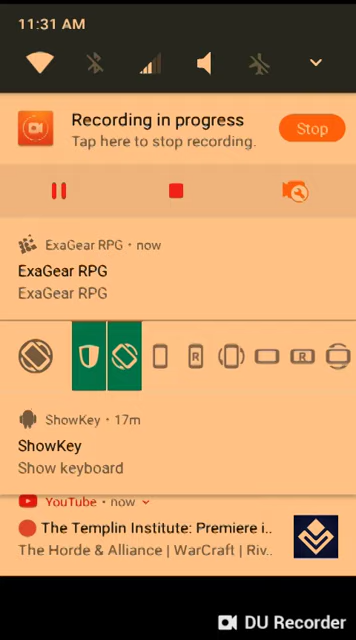 11:31 AM
Recording in progress
Tap here to stop recording.
Stop
ExaGear RPG • now
ExaGear RPG
ExaGear RPG
R
R
ShowKey • 17m
ShowKey
Show keyboard
YouTube • now
The Templin Institute: Premiere i..
The Horde & Alliance | WarCraft | Riv..
DU Recorder